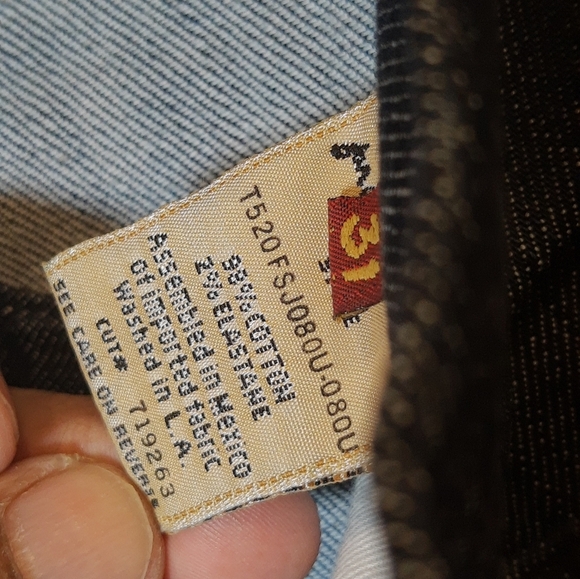 31
T520FSJ080U-080U
98% COTTON
2% ELASTANE
Assembled in Mexico
of imported fabric
Washed in L.A.
CUT# 719263
SEE CARE ON REVERSE